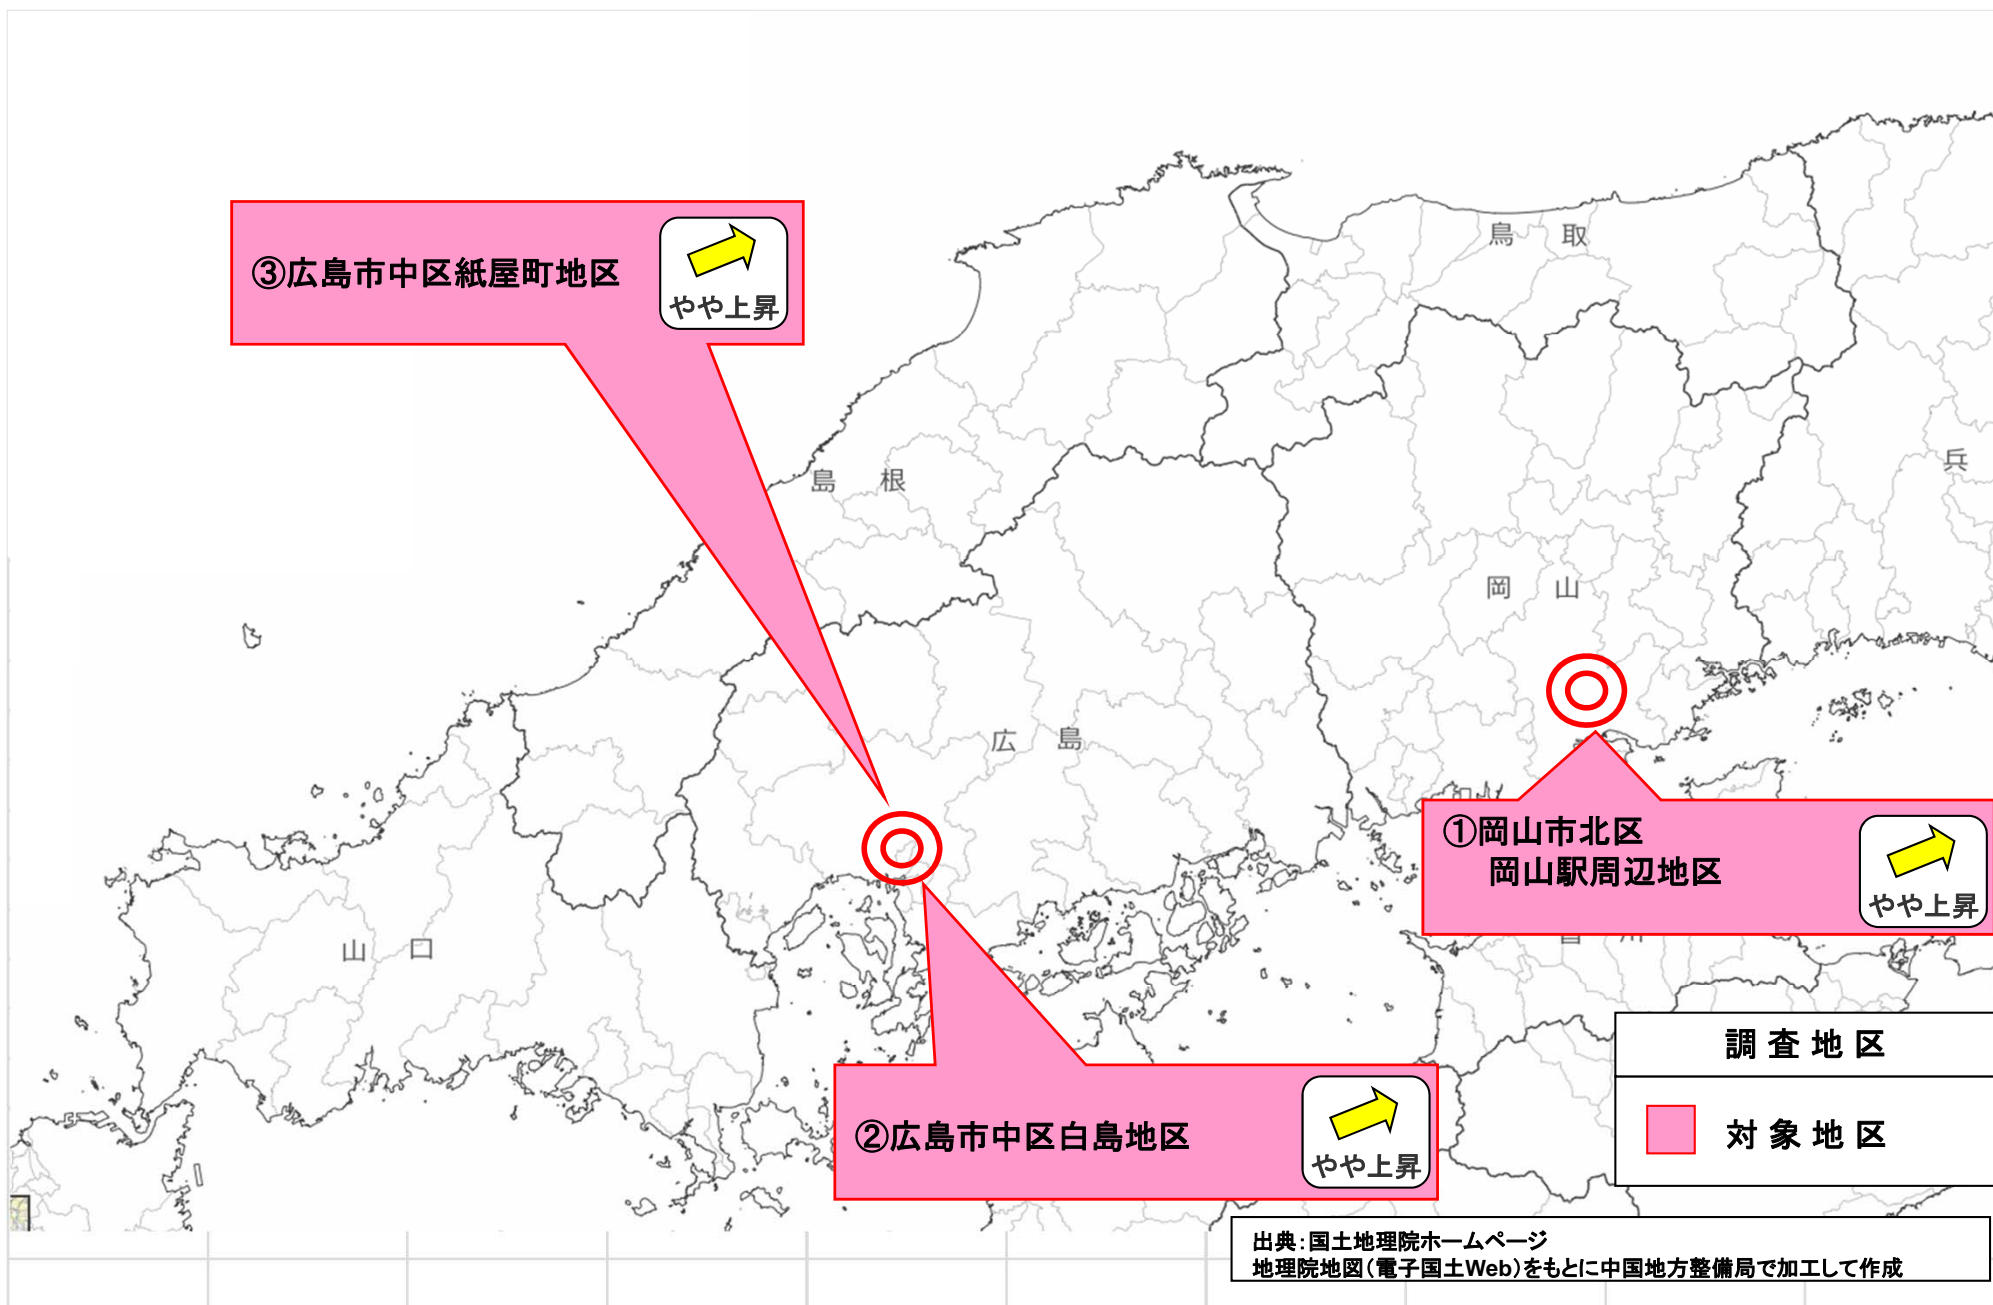 ③広島市中区紙屋町地区
やや上昇
鳥 取
島 根
兵
岡 山
広 島
山 口
①岡山市北区
岡山駅周辺地区
やや上昇
調査地区
対象地区
②広島市中区白島地区
やや上昇
出典：国土地理院ホームページ
地理院地図（電子国土Web）をもとに中国地方整備局で加工して作成